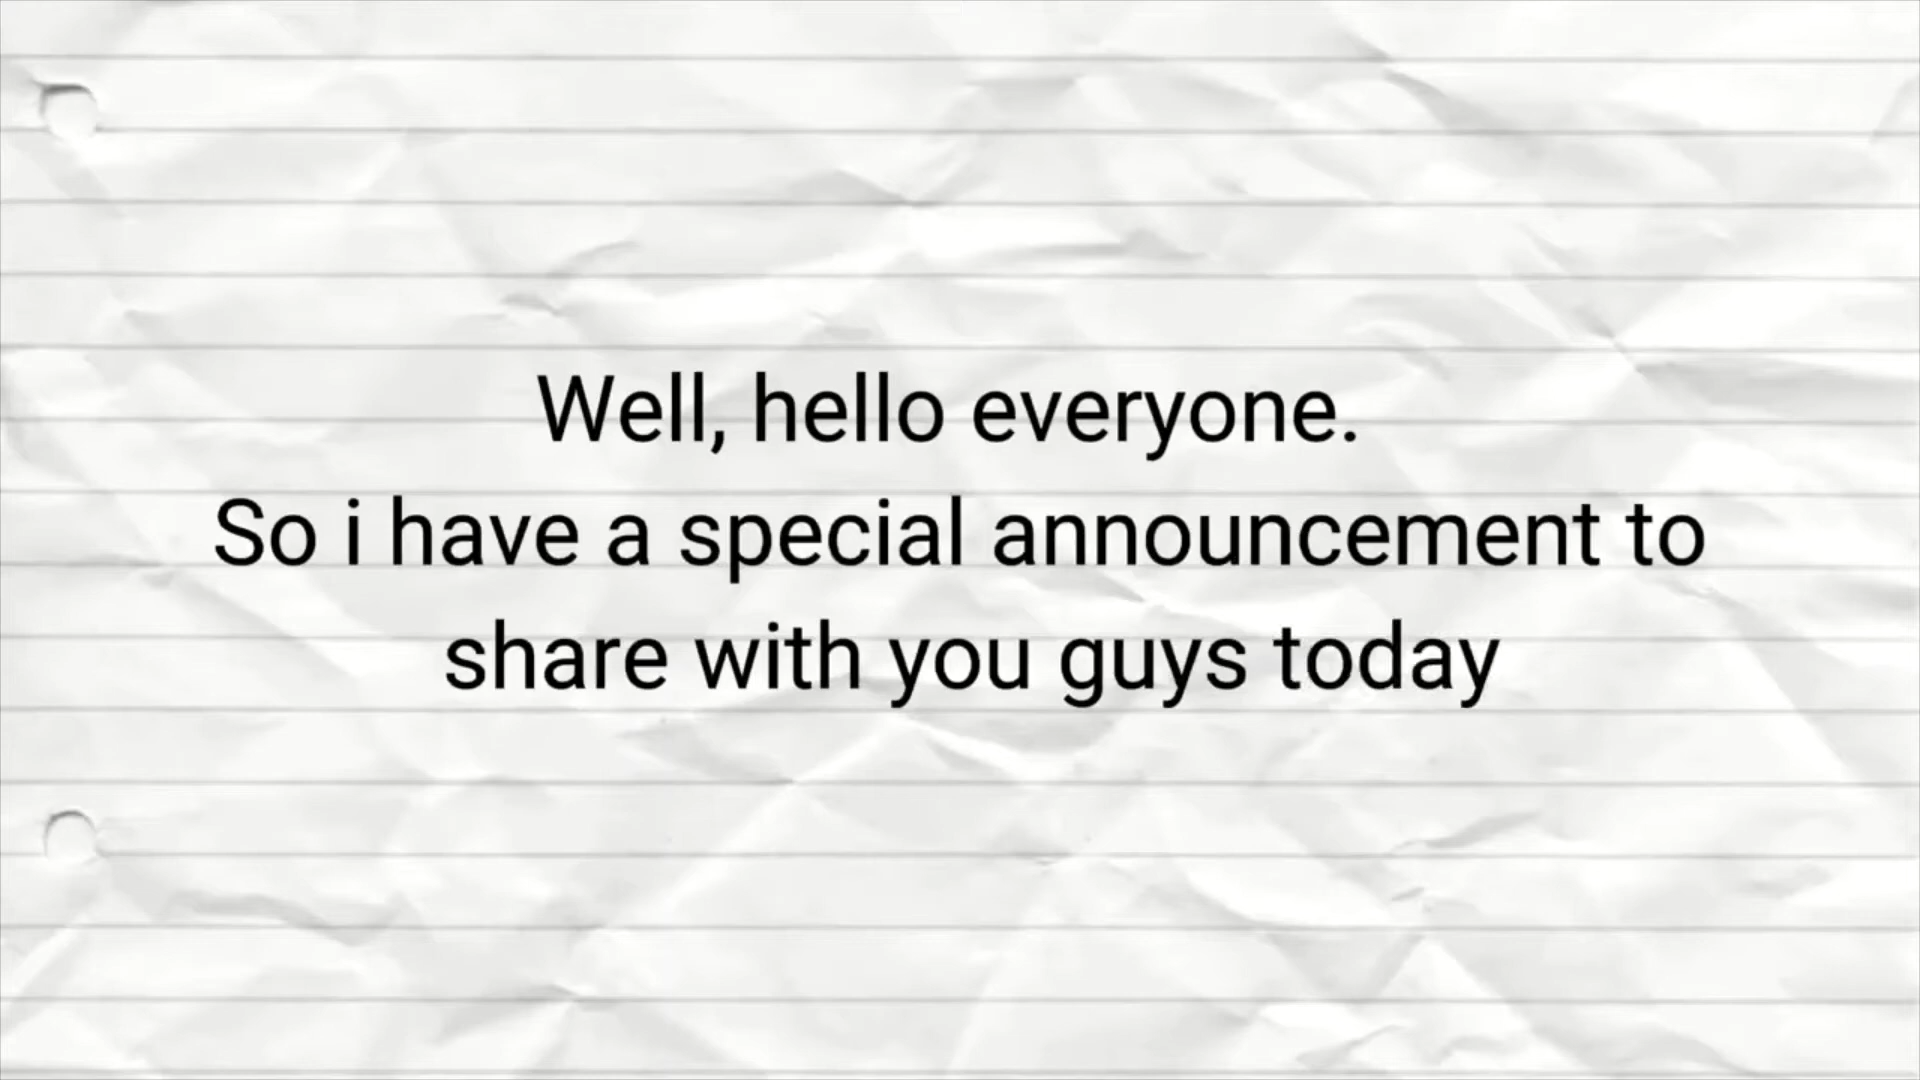 Well, hello everyone.
So i have a special announcement to
share with you guys today